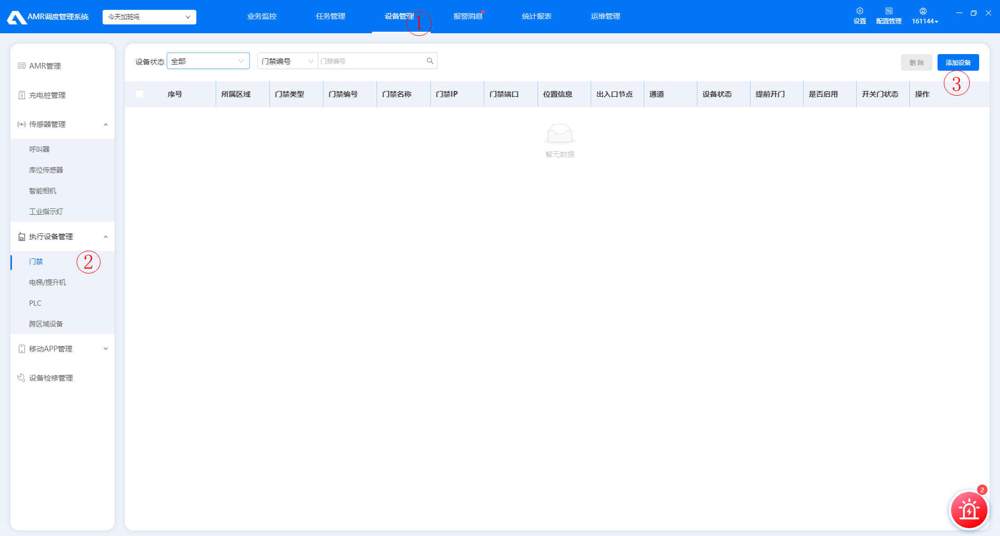 AMR调度管理系统
今天加班吗
业务监控
任务管理
设备管理
报警消息
统计报表
运维管理
设置
配置管理
161144
1
AMR管理
充电桩管理
传感器管理
呼叫器
库位传感器
智能相机
工业指示灯
执行设备管理
门禁
2
电梯/提升机
PLC
跨区域设备
移动APP管理
设备检修管理
设备状态
全部
门禁编号
门禁编号
删 除
添加设备
3
序号
所属区域
门禁类型
门禁编号
门禁名称
门禁IP
门禁端口
位置信息
出入口节点
通道
设备状态
提前开门
是否启用
开关门状态
操作
暂无数据
2